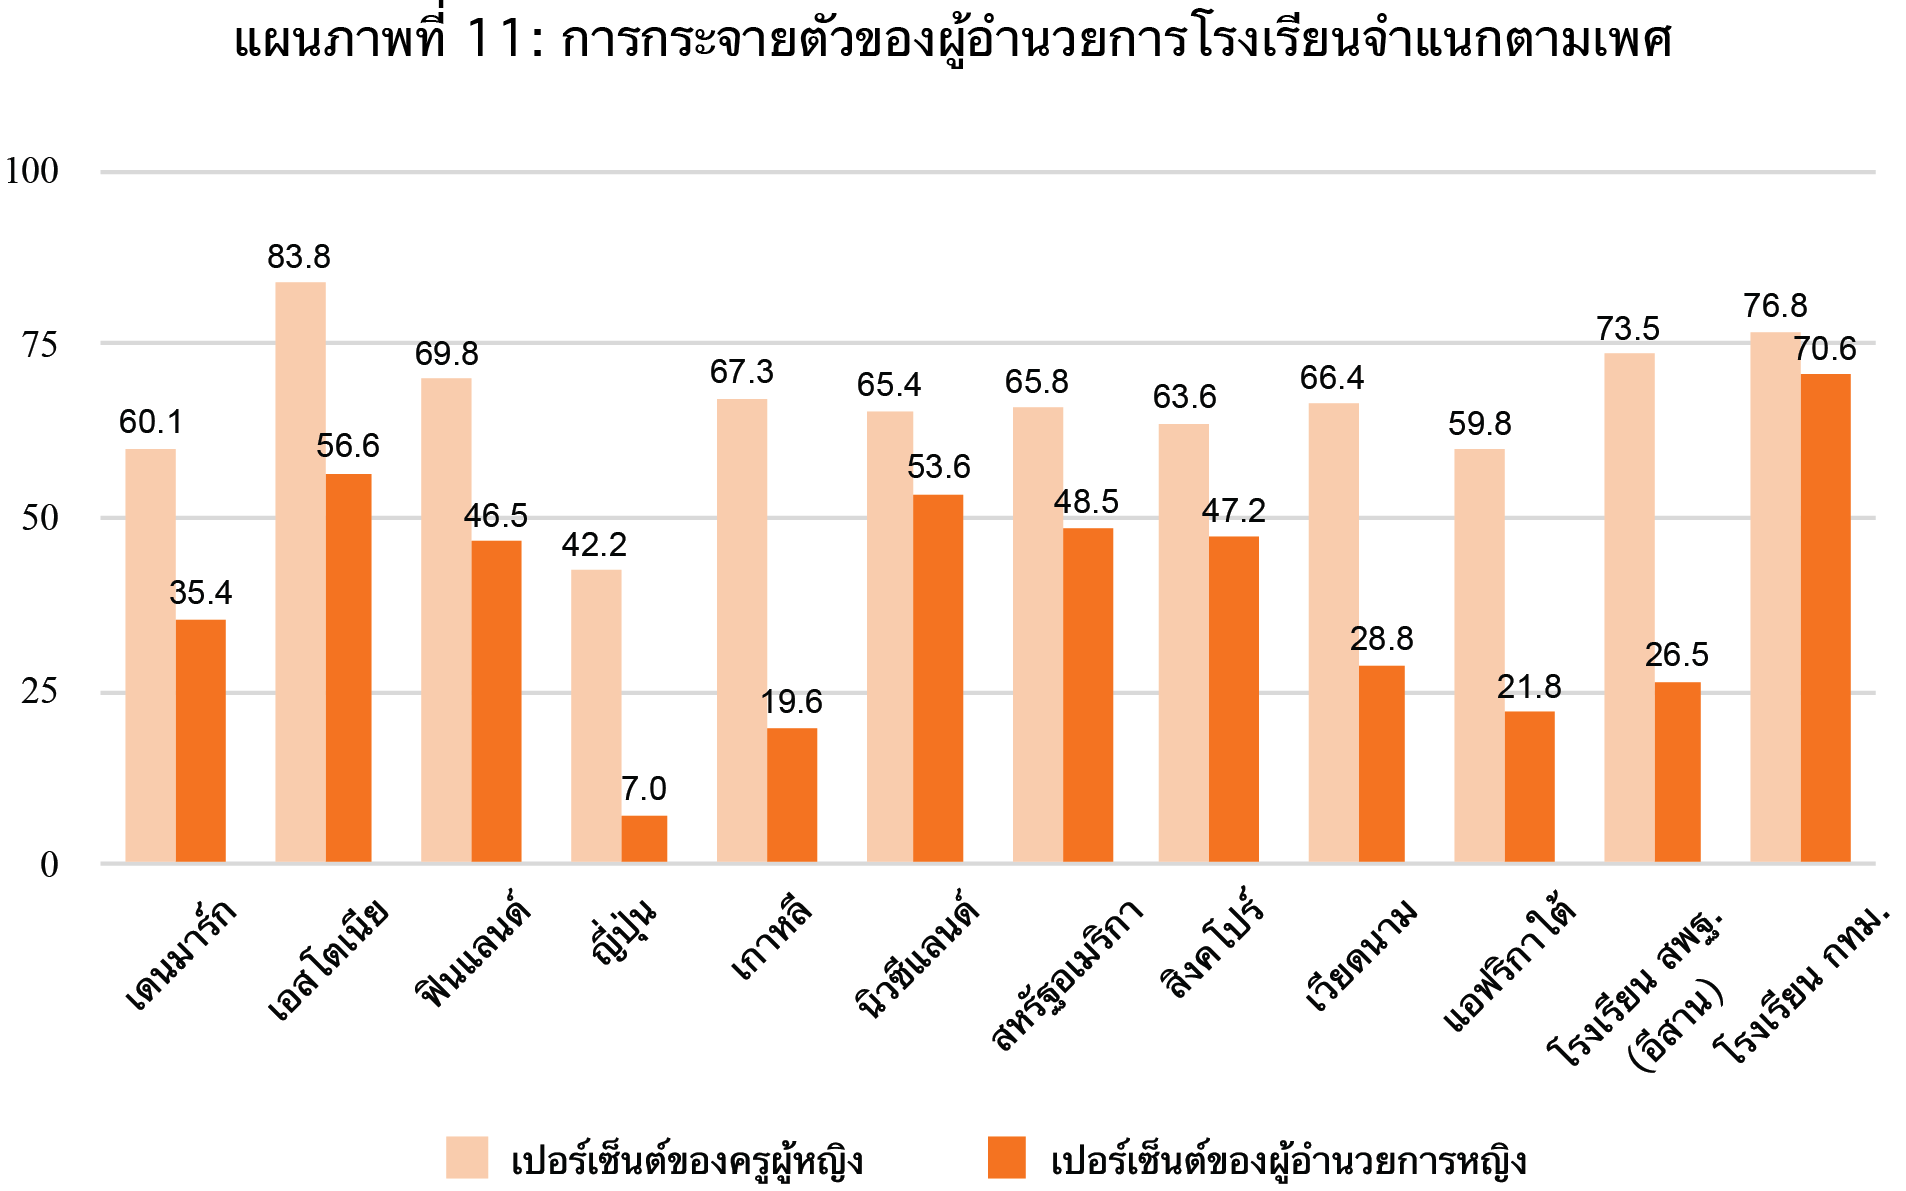 แผนภาพที่ 11: การกระจายตัวของผู้อำนวยการโรงเรียนจำแนกตามเพศ
100
75
50
25
0
60.1
35.4
83.8
56.6
69.8
46.5
42.2
7.0
67.3
19.6
65.4
53.6
65.8
48.5
63.6
47.2
66.4
28.8
59.8
21.8
73.5
26.5
76.8
70.6
เดนมาร์ก
เอสโตเนีย
ฟินแลนด์
ญี่ปุ่น
เกาหลี
นิวซีแลนด์
สหรัฐอเมริกา
สิงคโปร์
เวียดนาม
แอฟริกาใต้
โรงเรียน สพฐ.
(อีสาน)
โรงเรียน กทม.
เปอร์เซ็นต์ของครูผู้หญิง
เปอร์เซ็นต์ของผู้อำนวยการหญิง